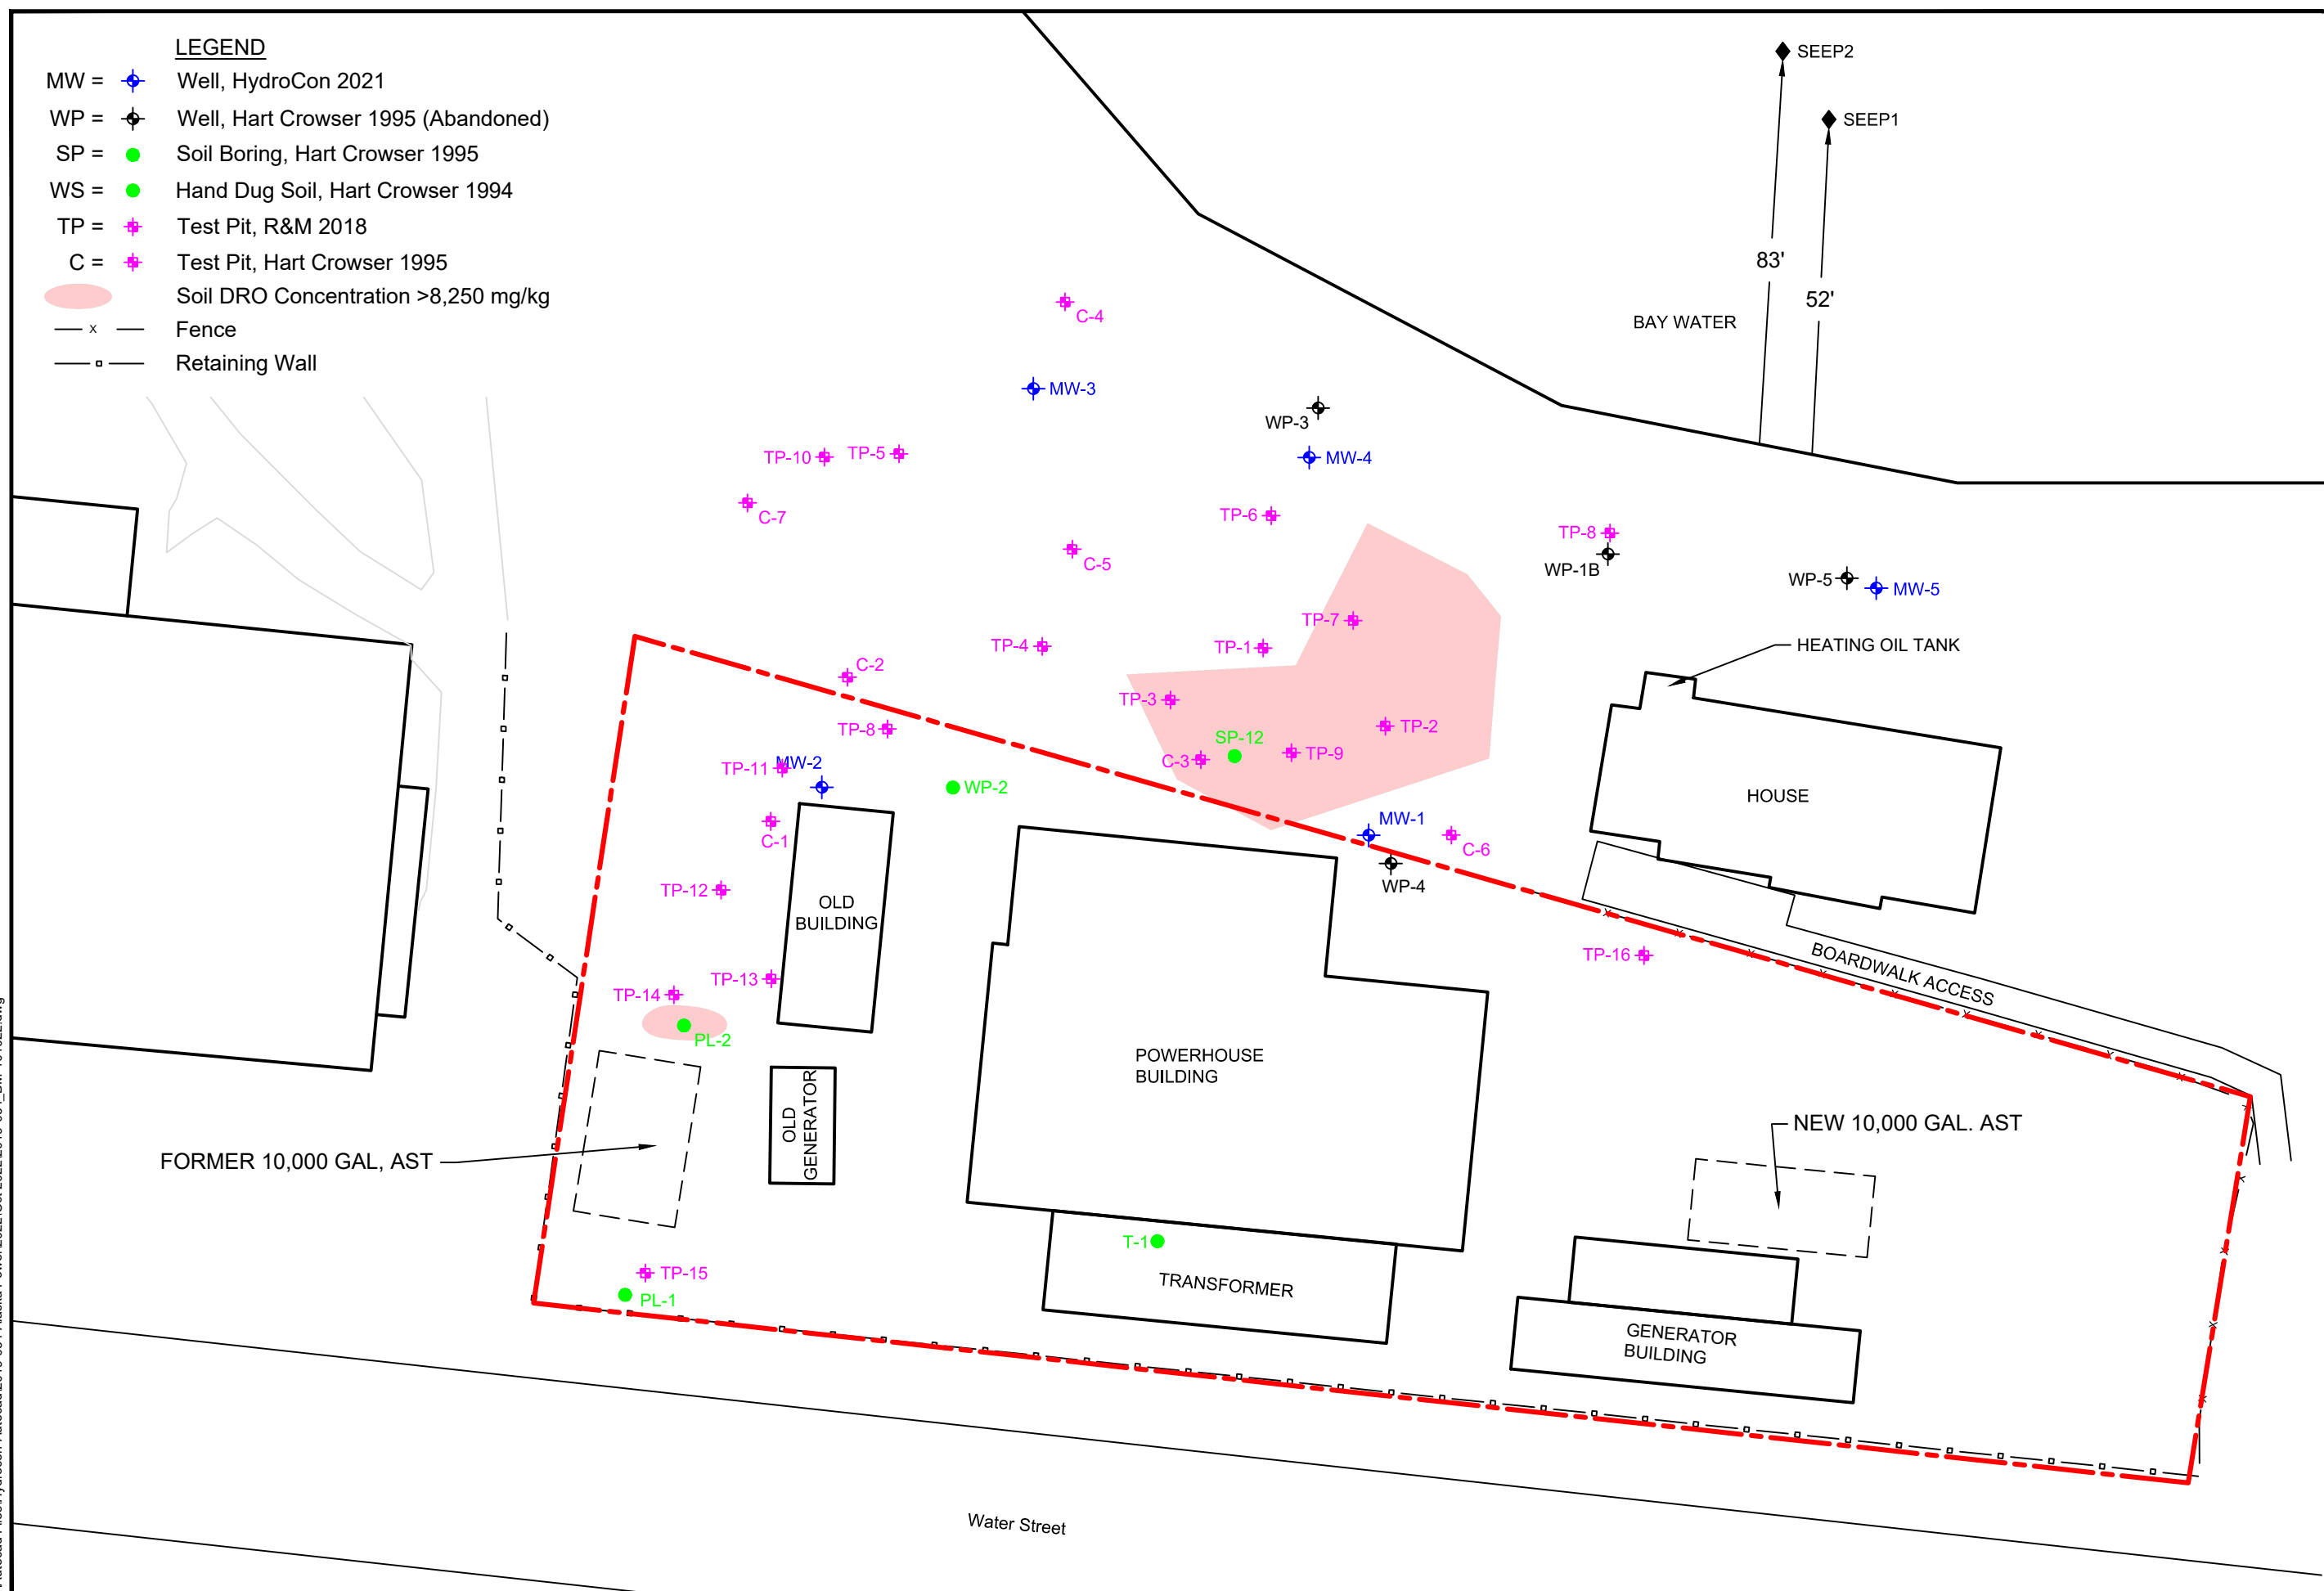 LEGEND
MW = Well, HydroCon 2021
WP = Well, Hart Crowser 1995 (Abandoned)
SP = Soil Boring, Hart Crowser 1995
WS = Hand Dug Soil, Hart Crowser 1994
TP = Test Pit, R&M 2018
C = Test Pit, Hart Crowser 1995
Soil DRO Concentration >8,250 mg/kg
x Fence
Retaining Wall
SEEP2
SEEP1
83'
52'
BAY WATER
C-4
MW-3
WP-3
TP-10
TP-5
MW-4
C-7
TP-6
C-5
TP-8
WP-1B
WP-5
MW-5
TP-7
TP-4
TP-1
HEATING OIL TANK
C-2
TP-3
TP-8
TP-2
SP-12
C-3
TP-9
TP-11
MW-2
WP-2
HOUSE
C-1
MW-1
C-6
WP-4
TP-12
OLD
BUILDING
TP-16
BOARDWALK ACCESS
TP-13
TP-14
PL-2
POWERHOUSE
BUILDING
OLD
GENERATOR
FORMER 10,000 GAL, AST
NEW 10,000 GAL. AST
T-1
TRANSFORMER
TP-15
PL-1
GENERATOR
BUILDING
Water Street